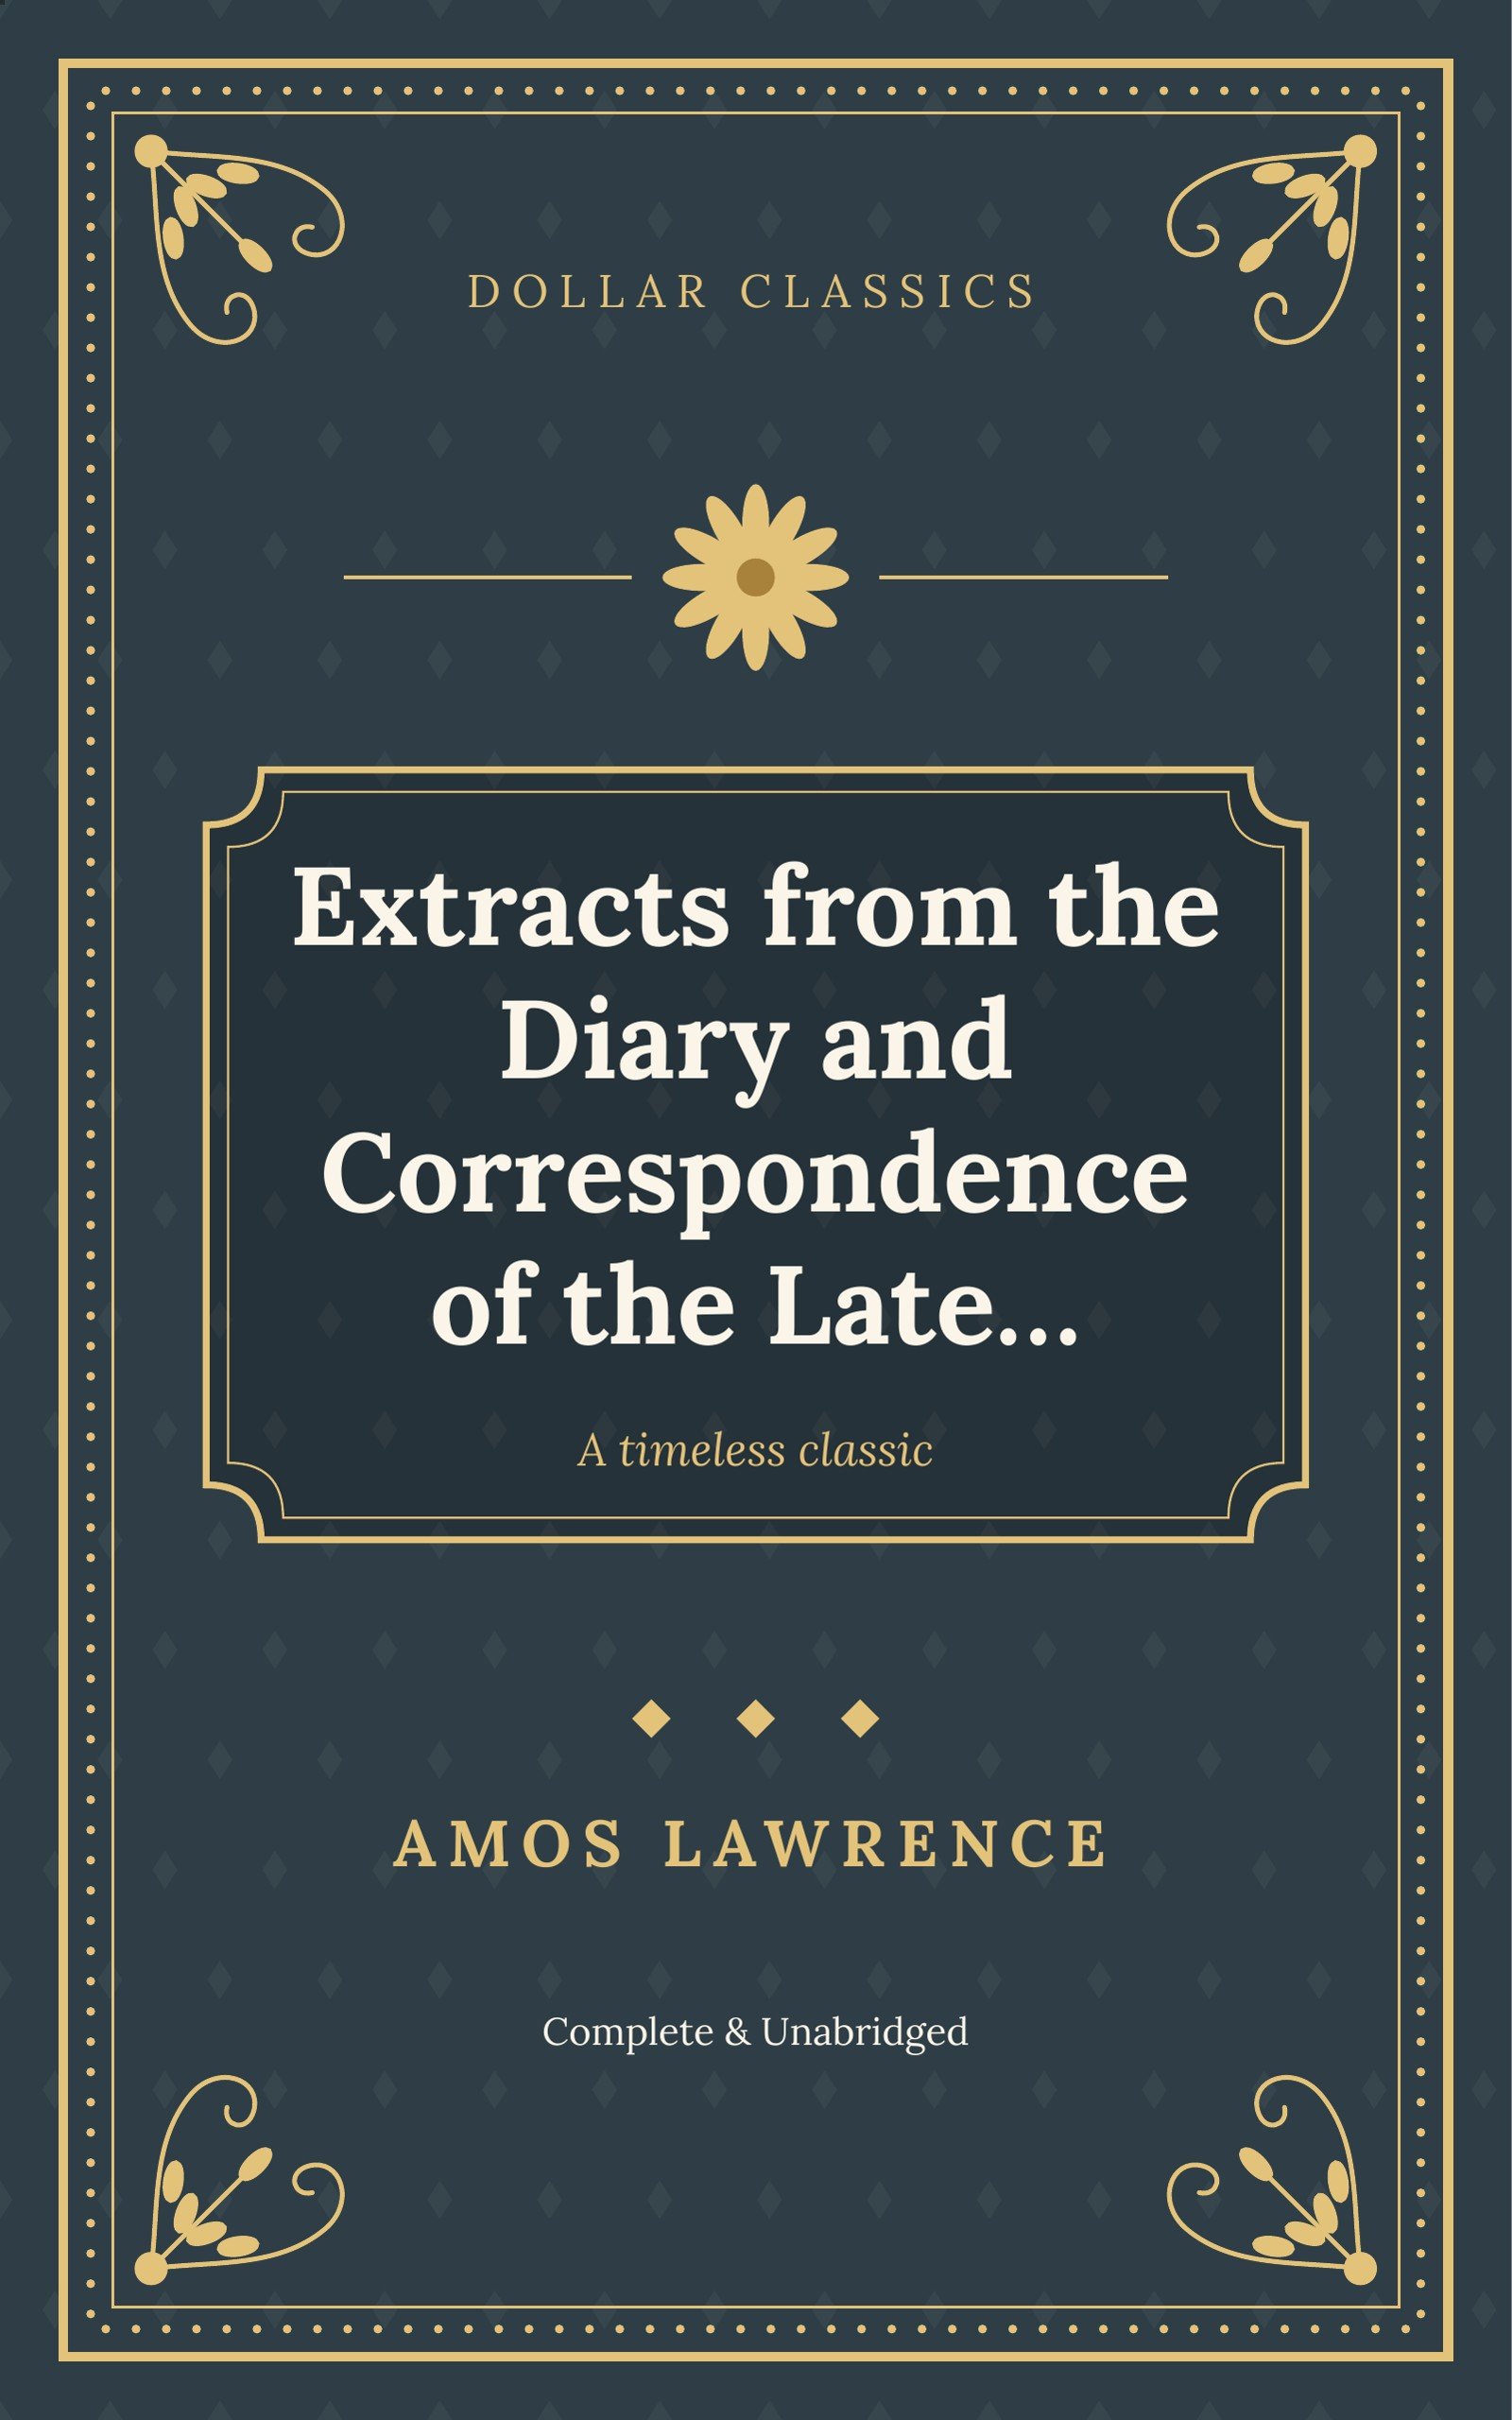 DOLLAR CLASSICS
Extracts from the
Diary and
Correspondence
of the Late...
A timeless classic
AMOS LAWRENCE
Complete & Unabridged